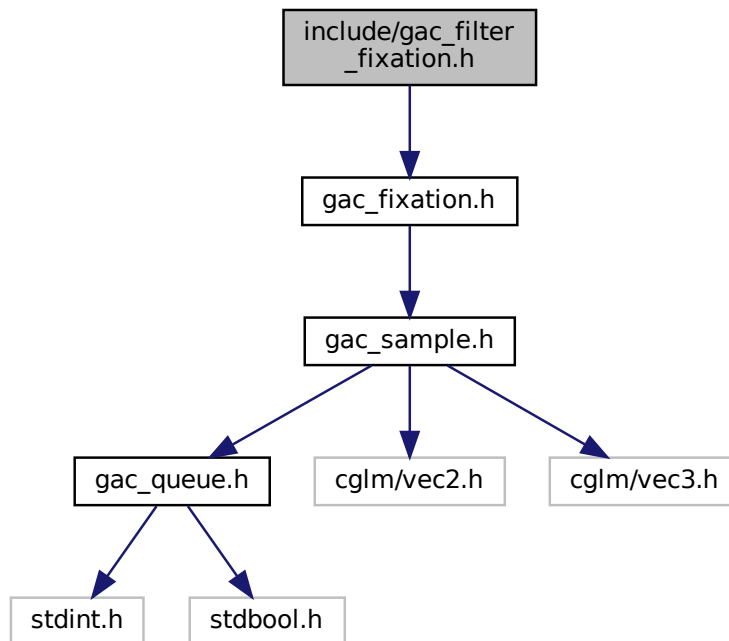 include/gac_filter
_fixation.h
gac_fixation.h
gac_sample.h
gac_queue.h
cglm/vec2.h
cglm/vec3.h
stdint.h
stdbool.h